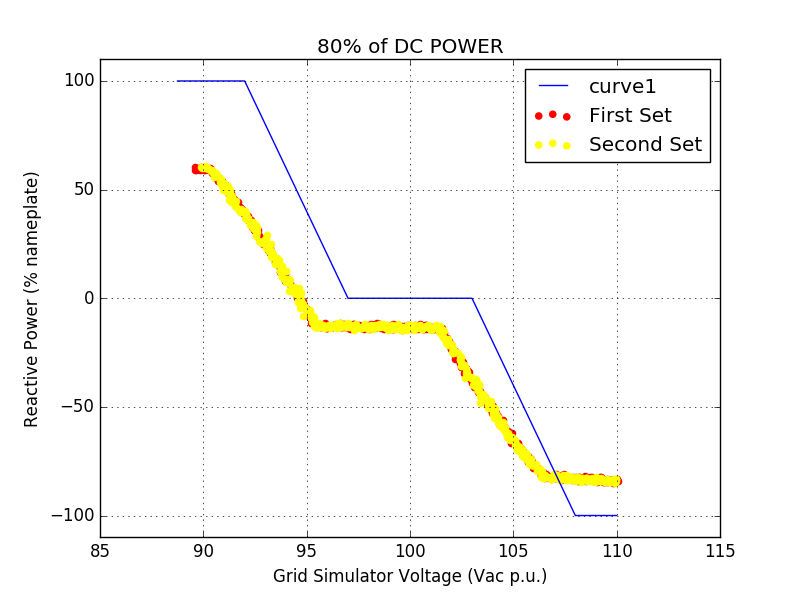 80% of DC POWER
curve1
First Set
Second Set
Reactive Power (% nameplate)
100
50
0
−50
−100
85
90
95
100
105
110
115
Grid Simulator Voltage (Vac p.u.)